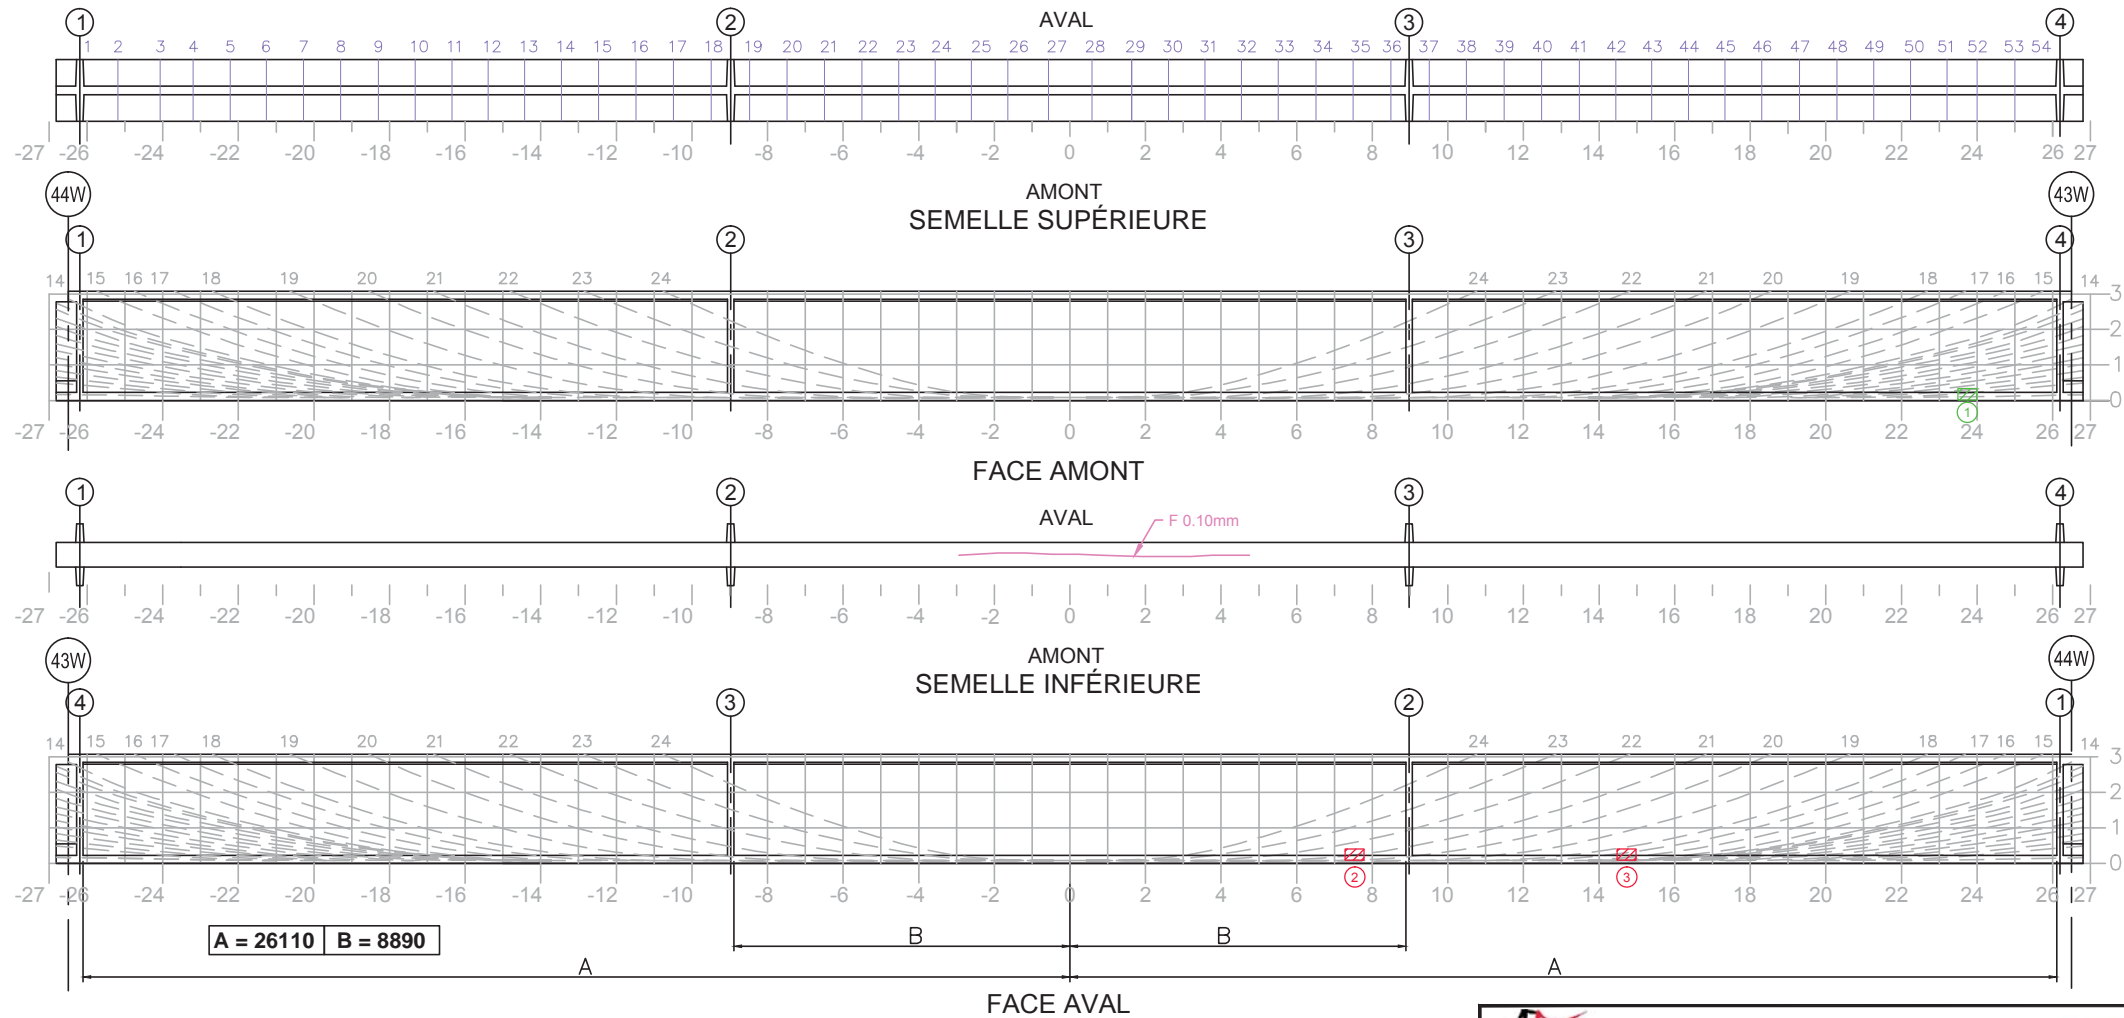 1 2 AVAL 3 4
1 2 3 4 5 6 7 8 9 10 11 12 13 14 15 16 17 18 19 20 21 22 23 24 25 26 27 28 29 30 31 32 33 34 35 36 37 38 39 40 41 42 43 44 45 46 47 48 49 50 51 52 53 54
-27 -26 -24 -22 -20 -18 -16 -14 -12 -10 -8 -6 -4 -2 0 2 4 6 8 10 12 14 16 18 20 22 24 26 27
44W AMONT 43W
SEMELLE SUPÉRIEURE
1 2 3 4
14 15 16 17 18 19 20 21 22 23 24 24 23 22 21 20 19 18 17 16 15 14
3
2
1
0
1
-27 -26 -24 -22 -20 -18 -16 -14 -12 -10 -8 -6 -4 -2 0 2 4 6 8 10 12 14 16 18 20 22 24 26 27
FACE AMONT
1 2 3 4
AVAL F 0.10mm
-27 -26 -24 -22 -20 -18 -16 -14 -12 -10 -8 -6 -4 -2 0 2 4 6 8 10 12 14 16 18 20 22 24 26 27
43W AMONT 44W
SEMELLE INFÉRIEURE
4 3 2 1
14 15 16 17 18 19 20 21 22 23 24 24 23 22 21 20 19 18 17 16 15 14
3
2
1
0
2 3
-27 -26 -24 -22 -20 -18 -16 -14 -12 -10 -8 -6 -4 -2 0 2 4 6 8 10 12 14 16 18 20 22 24 26 27
A = 26110 B = 8890
B B
A A
FACE AVAL